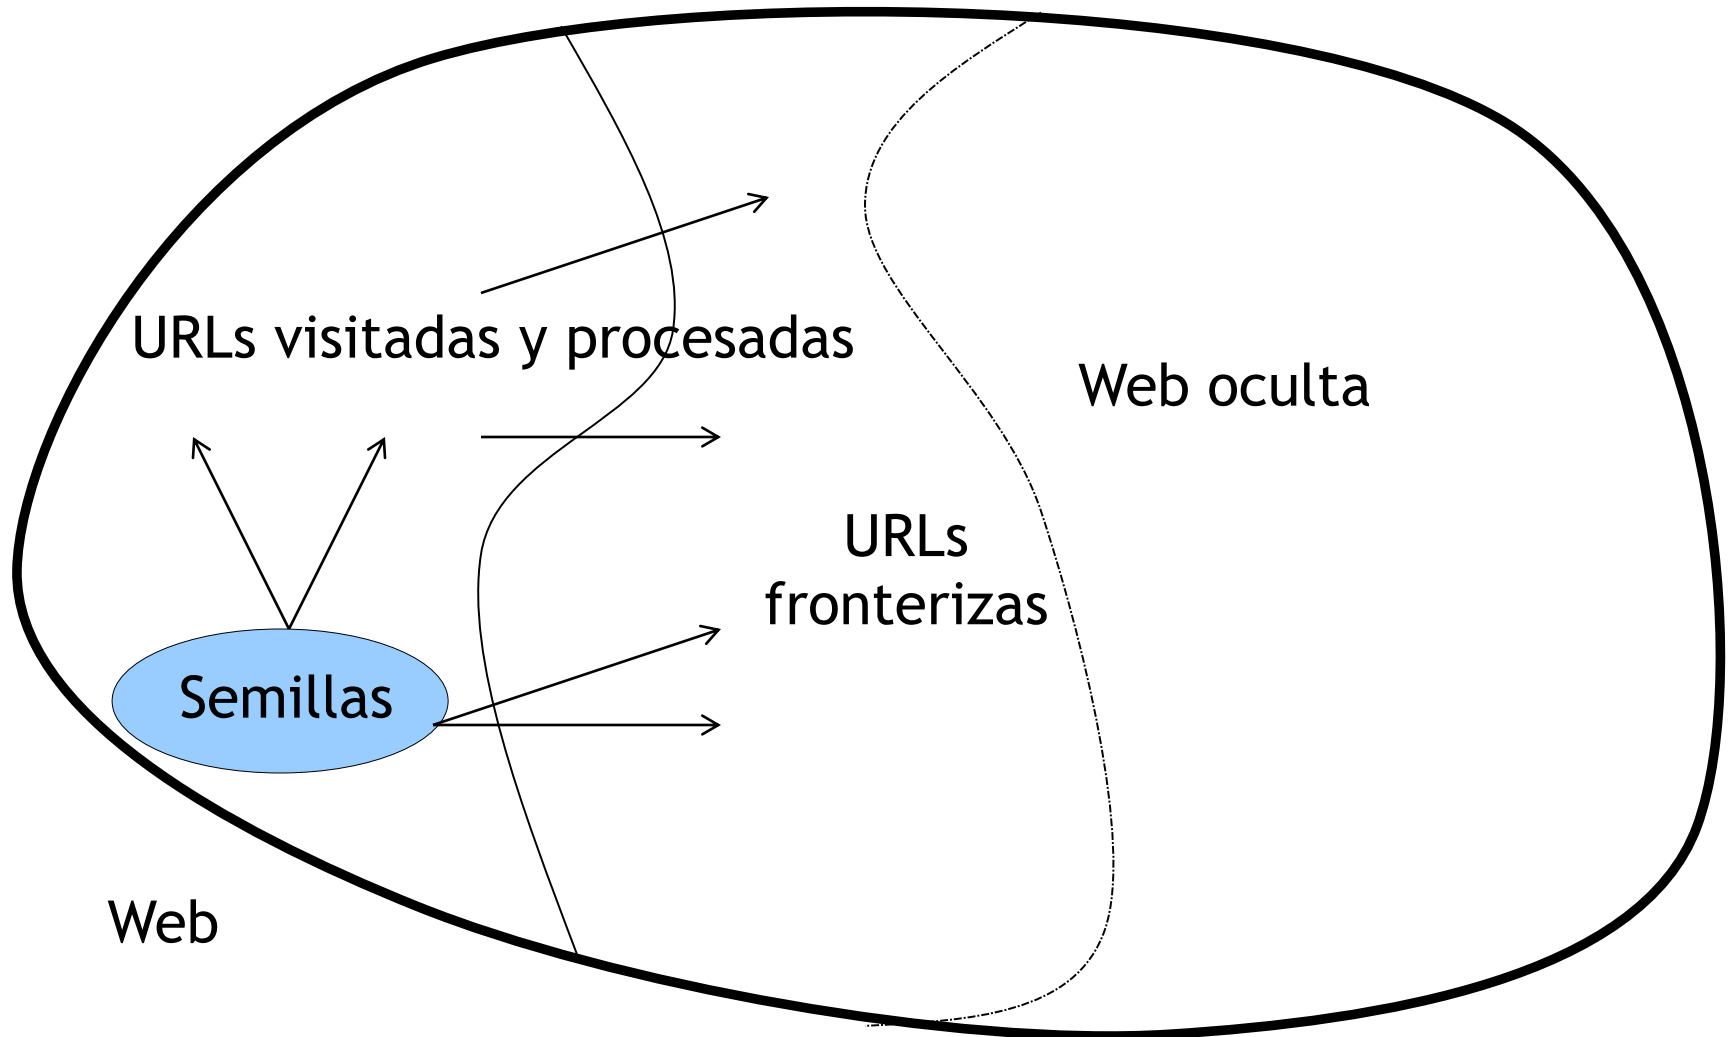 URLs visitadas y procesadas
Web oculta
URLs
fronterizas
Semillas
Web